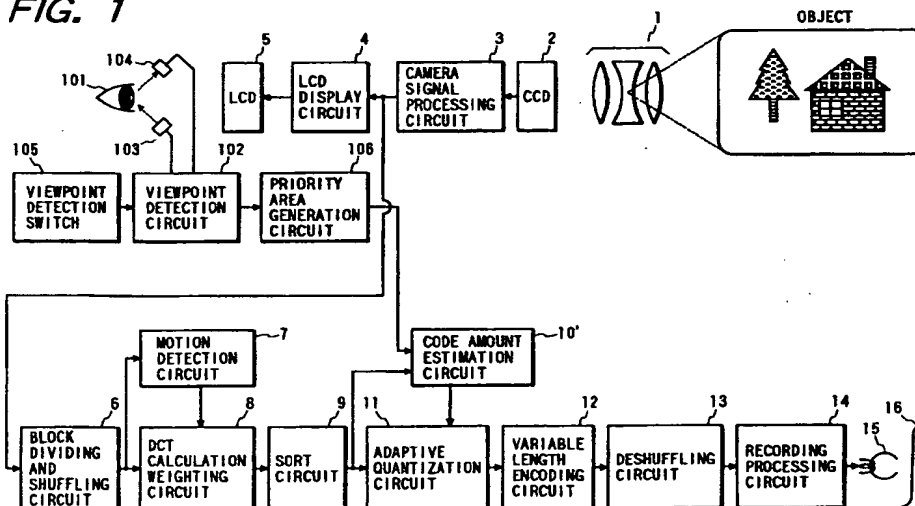 FIG. 1
OBJECT
1
2
3
4
5
104
101
LCD
LCD
DISPLAY
CIRCUIT
CAMERA
SIGNAL
PROCESSING
CIRCUIT
CCD
103
105
102
106
VIEWPOINT
DETECTION
SWITCH
VIEWPOINT
DETECTION
CIRCUIT
PRIORITY
AREA
GENERATION
CIRCUIT
7
MOTION
DETECTION
CIRCUIT
10'
CODE AMOUNT
ESTIMATION
CIRCUIT
6
8
9
11
12
13
14
15
16
BLOCK
DIVIDING
AND
SHUFFLING
CIRCUIT
DCT
CALCULATION
WEIGHTING
CIRCUIT
SORT
CIRCUIT
ADAPTIVE
QUANTIZATION
CIRCUIT
VARIABLE
LENGTH
ENCODING
CIRCUIT
DESHUFFLING
CIRCUIT
RECORDING
PROCESSING
CIRCUIT